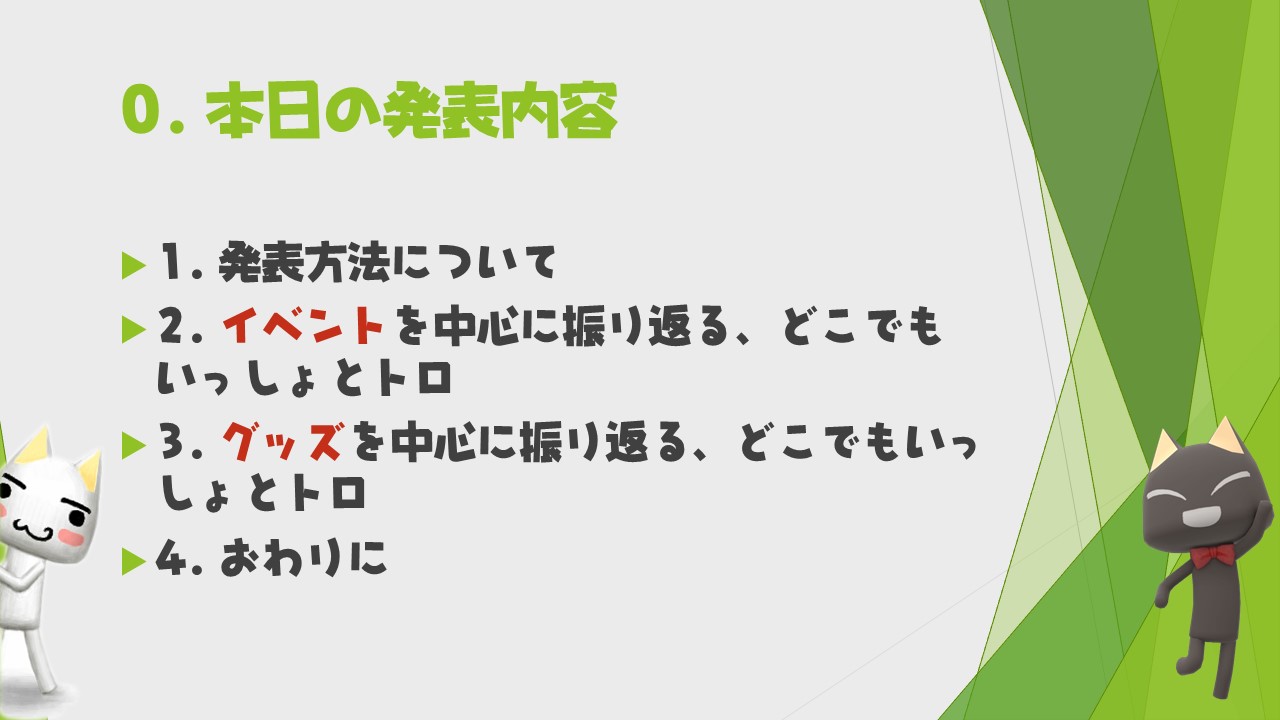 0. 本日の発表内容
1. 発表方法について
2. イベントを中心に振り返る、どこでも
いっしょとトロ
3. グッズを中心に振り返る、どこでもいっ
しょとトロ
4. おわりに